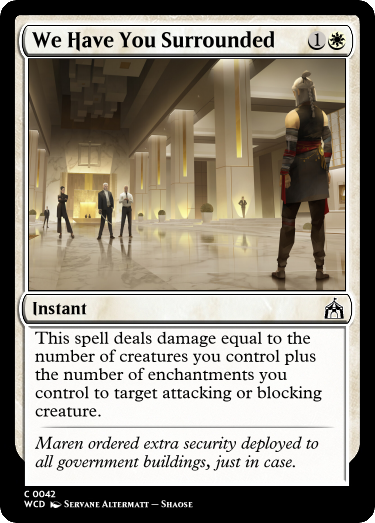 We Have You Surrounded 1
Instant
This spell deals damage equal to the
number of creatures you control plus
the number of enchantments you
control to target attacking or blocking
creature.
Maren ordered extra security deployed to
all government buildings, just in case.
C 0042
WCD SERVANE ALTERMATT - SHAOSE